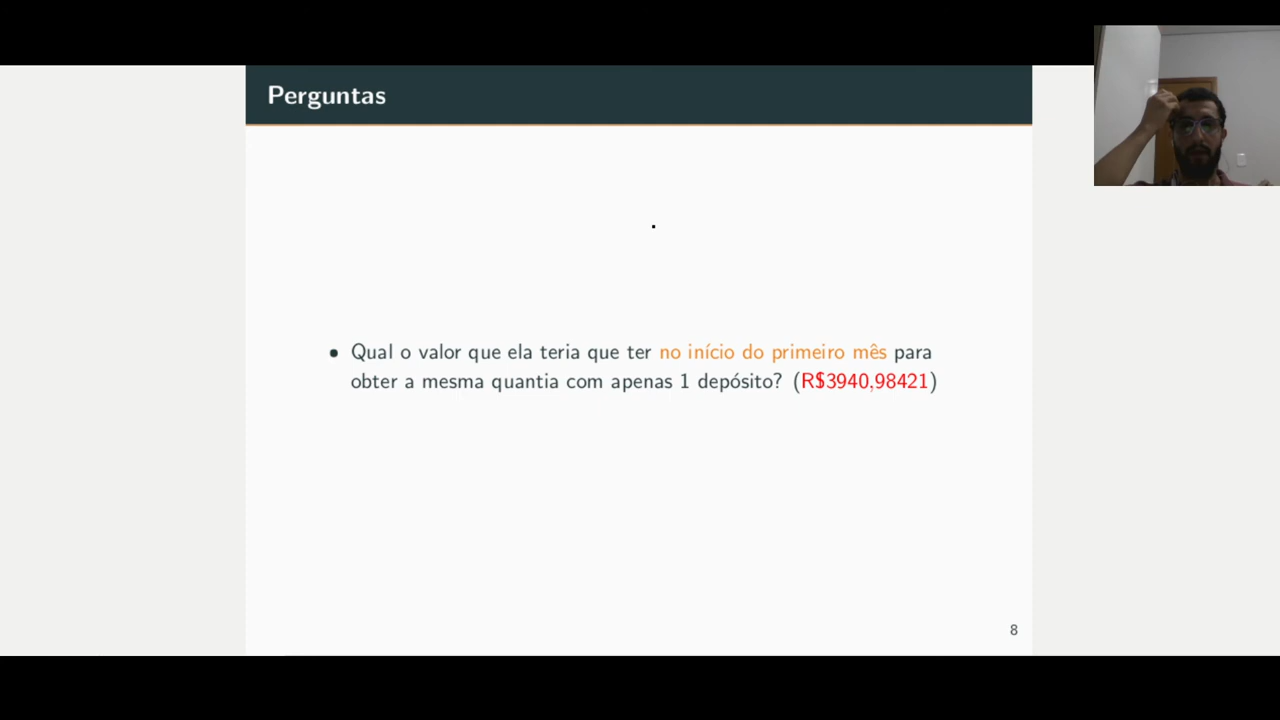 Perguntas
• Qual o valor que ela teria que ter no início do primeiro mês para
obter a mesma quantia com apenas 1 depósito? (R$3940,98421)
8